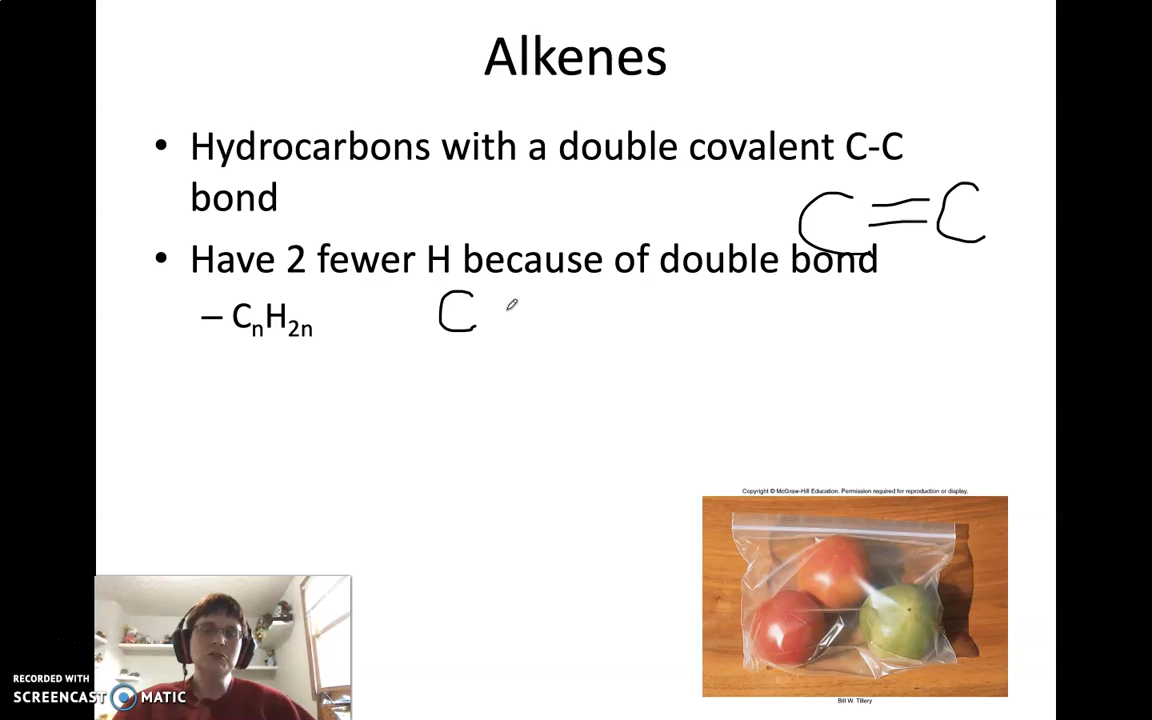 Alkenes
• Hydrocarbons with a double covalent C-C
bond
C=C
• Have 2 fewer H because of double bond
– CnH2n
C
Copyright © McGraw-Hill Education. Permission required for reproduction or display.
Bill W. Tillery
RECORDED WITH
SCREENCAST MATIC